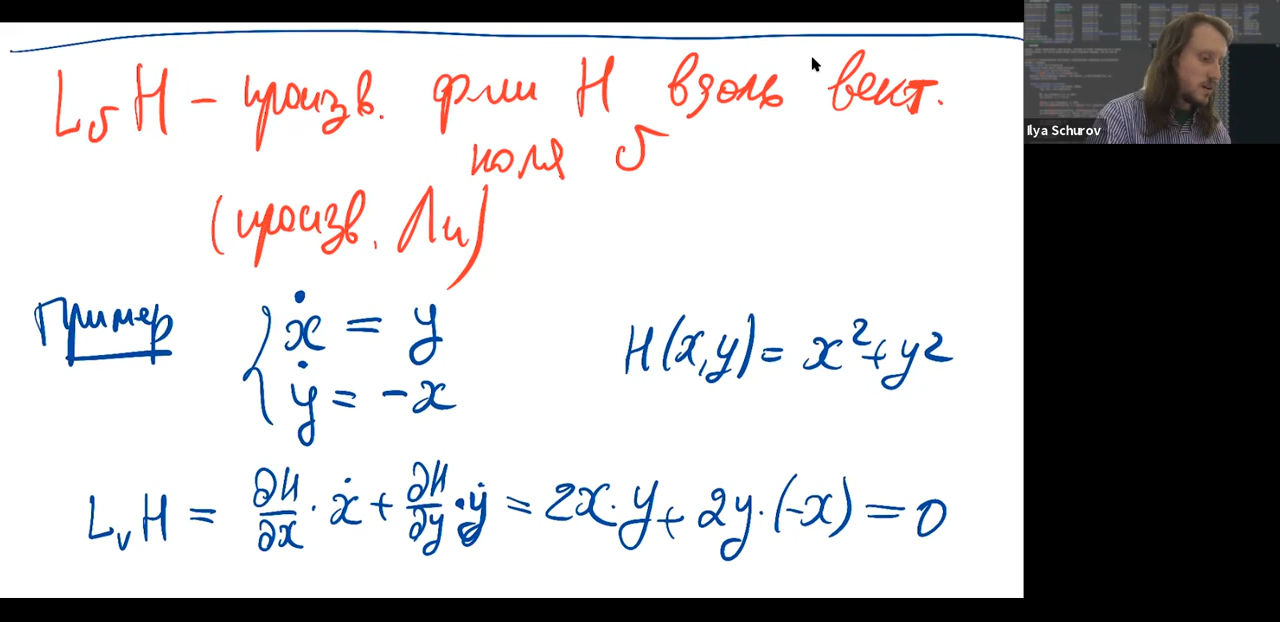 L_v H – произв. ф-ии H вдоль вект.
поля v
(произв. Ли)
Ilya Schurov
Пример
ẋ = y
ẏ = -x
H(x,y) = x² + y²
L_v H = ∂H/∂x · ẋ + ∂H/∂y · ẏ = 2x·y + 2y·(-x) = 0